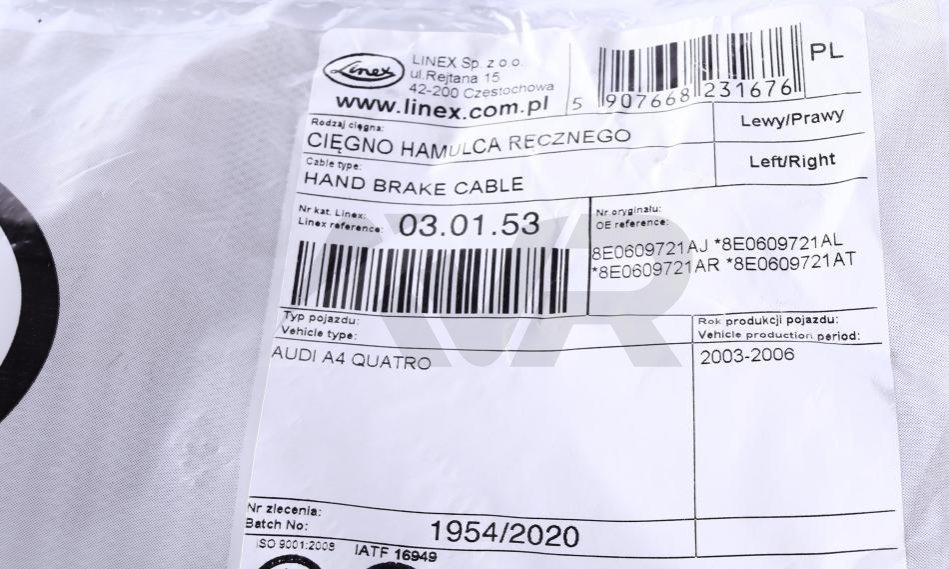 Linex
LINEX Sp. z o.o.
ul.Rejtana 15
42-200 Czestochowa
www.linex.com.pl
5 907668 231676
PL
Rodzaj cięgna:
CIĘGNO HAMULCA RECZNEGO
Lewy/Prawy
Cable type:
HAND BRAKE CABLE
Left/Right
Nr kat. Linex:
Linex reference:
03.01.53
Nr oryginału:
OE reference:
8E0609721AJ *8E0609721AL
*8E0609721AR *8E0609721AT
Typ pojazdu:
Vehicle type:
AUDI A4 QUATRO
Rok produkcji pojazdu:
Vehicle production period:
2003-2006
Nr zlecenia:
Batch No:
1954/2020
ISO 9001:2008
IATF 16949